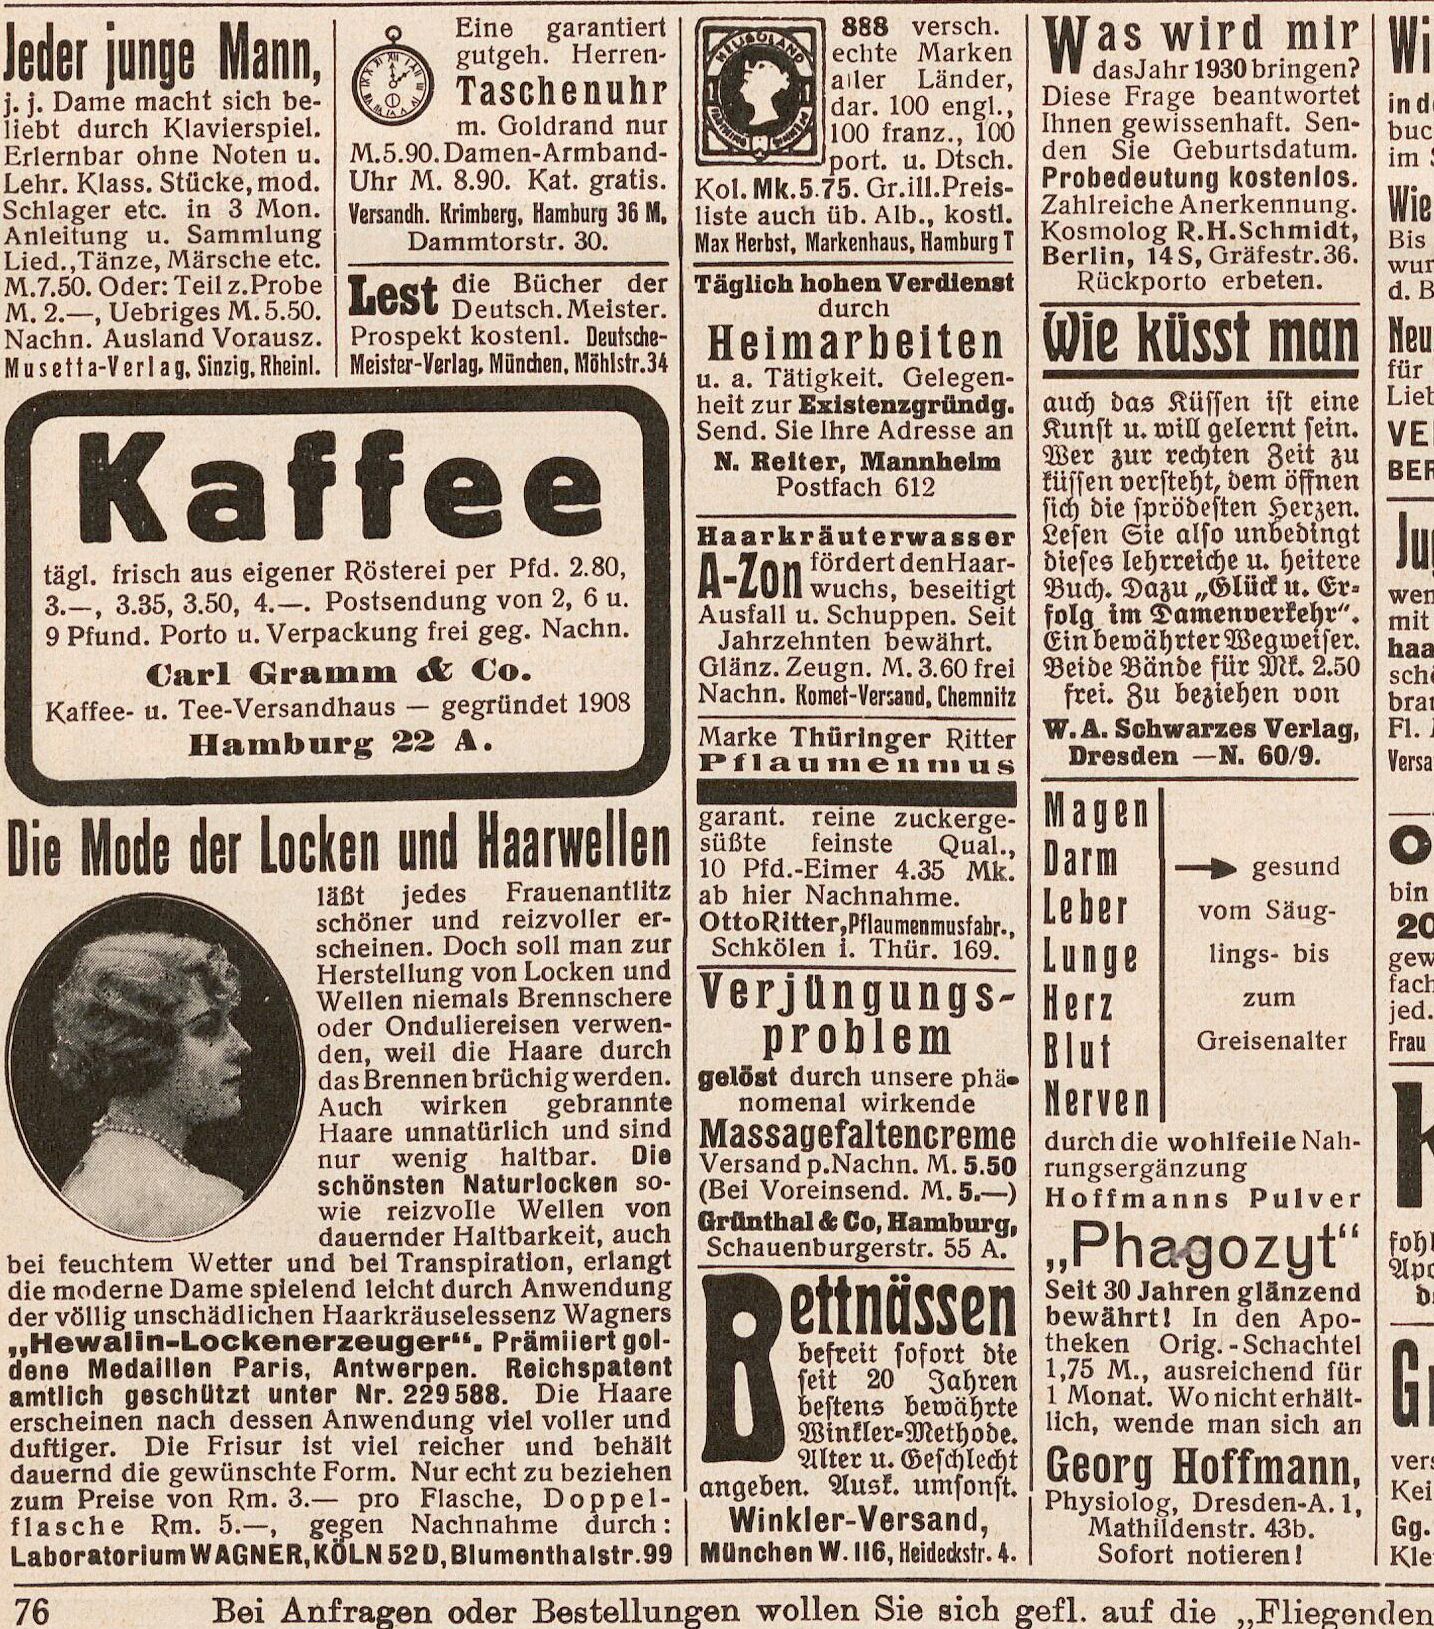 Jeder junge Mann,
j. j. Dame macht sich be-
liebt durch Klavierspiel.
Erlernbar ohne Noten u.
Lehr. Klass. Stücke, mod.
Schlager etc. in 3 Mon.
Anleitung u. Sammlung
Lied., Tänze, Märsche etc.
M. 7.50. Oder: Teil z. Probe
M. 2.—, Uebriges M. 5.50.
Nachn. Ausland Vorausz.
Musetta-Verlag, Sinzig, Rheinl.
Eine garantiert
gutgeh. Herren-
Taschenuhr
m. Goldrand nur
M. 5.90. Damen-Armband-
Uhr M. 8.90. Kat. gratis.
Versandh. Krimberg, Hamburg 36 M,
Dammtorstr. 30.
Lest die Bücher der
Deutsch. Meister.
Prospekt kostenl. Deutsche-
Meister-Verlag, München, Möhlstr. 34
Kaffee
tägl. frisch aus eigener Rösterei per Pfd. 2.80,
3.—, 3.35, 3.50, 4.—. Postsendung von 2, 6 u.
9 Pfund. Porto u. Verpackung frei geg. Nachn.
Carl Gramm & Co.
Kaffee- u. Tee-Versandhaus — gegründet 1908
Hamburg 22 A.
Die Mode der Locken und Haarwellen
läßt jedes Frauenantlitz
schöner und reizvoller er-
scheinen. Doch soll man zur
Herstellung von Locken und
Wellen niemals Brennschere
oder Onduliereisen verwen-
den, weil die Haare durch
das Brennen brüchig werden.
Auch wirken gebrannte
Haare unnatürlich und sind
nur wenig haltbar. Die
schönsten Naturlocken so-
wie reizvolle Wellen von
dauernder Haltbarkeit, auch
bei feuchtem Wetter und bei Transpiration, erlangt
die moderne Dame spielend leicht durch Anwendung
der völlig unschädlichen Haarkräuselessenz Wagners
„Hewalin-Lockenerzeuger“. Prämiiert gol-
dene Medaillen Paris, Antwerpen. Reichspatent
amtlich geschützt unter Nr. 229588. Die Haare
erscheinen nach dessen Anwendung viel voller und
duftiger. Die Frisur ist viel reicher und behält
dauernd die gewünschte Form. Nur echt zu beziehen
zum Preise von Rm. 3.— pro Flasche, Doppel-
flasche Rm. 5.—, gegen Nachnahme durch:
Laboratorium WAGNER, KÖLN 52 D, Blumenthalstr. 99
HELIGOLAND
888 versch.
echte Marken
aller Länder,
dar. 100 engl.,
100 franz., 100
port. u. Dtsch.
Kol. Mk. 5.75. Gr. ill. Preis-
liste auch üb. Alb., kostl.
Max Herbst, Markenhaus, Hamburg T
Täglich hohen Verdienst
durch
Heimarbeiten
u. a. Tätigkeit. Gelegen-
heit zur Existenzgründg.
Send. Sie Ihre Adresse an
N. Reiter, Mannheim
Postfach 612
Haarkräuterwasser
A-Zon fördert den Haar-
wuchs, beseitigt
Ausfall u. Schuppen. Seit
Jahrzehnten bewährt.
Glänz. Zeugn. M. 3.60 frei
Nachn. Komet-Versand, Chemnitz
Marke Thüringer Ritter
Pflaumenmus
garant. reine zuckerge-
süßte feinste Qual.,
10 Pfd.-Eimer 4.35 Mk.
ab hier Nachnahme.
Otto Ritter, Pflaumenmusfabr.,
Schkölen i. Thür. 169.
Verjüngungs-
problem
gelöst durch unsere phä-
nomenal wirkende
Massagefaltencreme
Versand p. Nachn. M. 5.50
(Bei Voreinsend. M. 5.—)
Grünthal & Co, Hamburg,
Schauenburgerstr. 55 A.
Bettnässen
befreit sofort die
seit 20 Jahren
bestens bewährte
Winkler-Methode.
Alter u. Geschlecht
angeben. Ausk. umsonst.
Winkler-Versand,
München W. 116, Heideckstr. 4.
Was wird mir
das Jahr 1930 bringen?
Diese Frage beantwortet
Ihnen gewissenhaft. Sen-
den Sie Geburtsdatum.
Probedeutung kostenlos.
Zahlreiche Anerkennung.
Kosmolog R. H. Schmidt,
Berlin, 14 S, Gräfestr. 36.
Rückporto erbeten.
Wie küsst man
auch das Küssen ist eine
Kunst u. will gelernt sein.
Wer zur rechten Zeit zu
küssen versteht, dem öffnen
sich die sprödesten Herzen.
Lesen Sie also unbedingt
dieses lehrreiche u. heitere
Buch. Dazu „Glück u. Er-
folg im Damenverkehr“.
Ein bewährter Wegweiser.
Beide Bände für Mk. 2.50
frei. Zu beziehen von
W. A. Schwarzes Verlag,
Dresden — N. 60/9.
Magen
Darm
Leber
Lunge
Herz
Blut
Nerven
gesund
vom Säug-
lings- bis
zum
Greisenalter
durch die wohlfeile Nah-
rungsergänzung
Hoffmanns Pulver
„Phagozyt“
Seit 30 Jahren glänzend
bewährt! In den Apo-
theken Orig.-Schachtel
1,75 M., ausreichend für
1 Monat. Wo nicht erhält-
lich, wende man sich an
Georg Hoffmann,
Physiolog, Dresden-A. 1,
Mathildenstr. 43b.
Sofort notieren!
Wie
Bis
d. B
für
im
mit
bin
20
jed.
Frau
Fl.
Gg.
76 Bei Anfragen oder Bestellungen wollen Sie sich gefl. auf die „Fliegenden